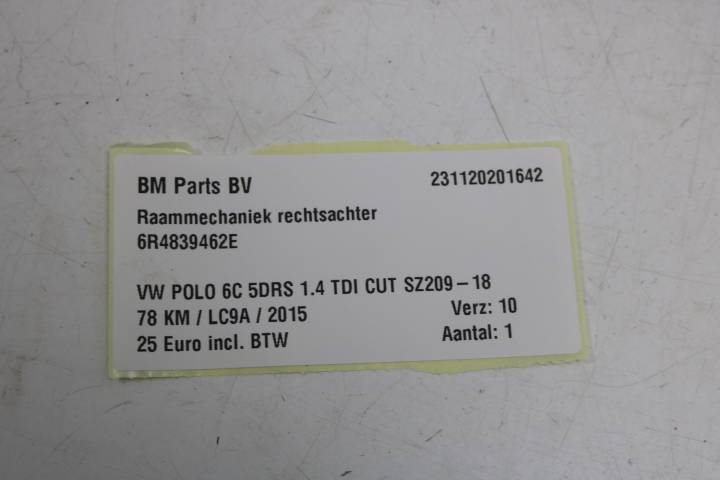 BM Parts BV 231120201642
Raammechaniek rechtsachter
6R4839462E
VW POLO 6C 5DRS 1.4 TDI CUT SZ209-18
78 KM / LC9A / 2015 Verz: 10
25 Euro incl. BTW Aantal: 1